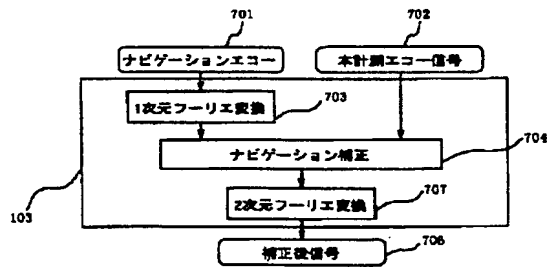 701
702
ナビゲーションエコー
本計測エコー信号
1次元フーリエ変換
703
ナビゲーション補正
704
707
2次元フーリエ変換
103
補正後信号
706